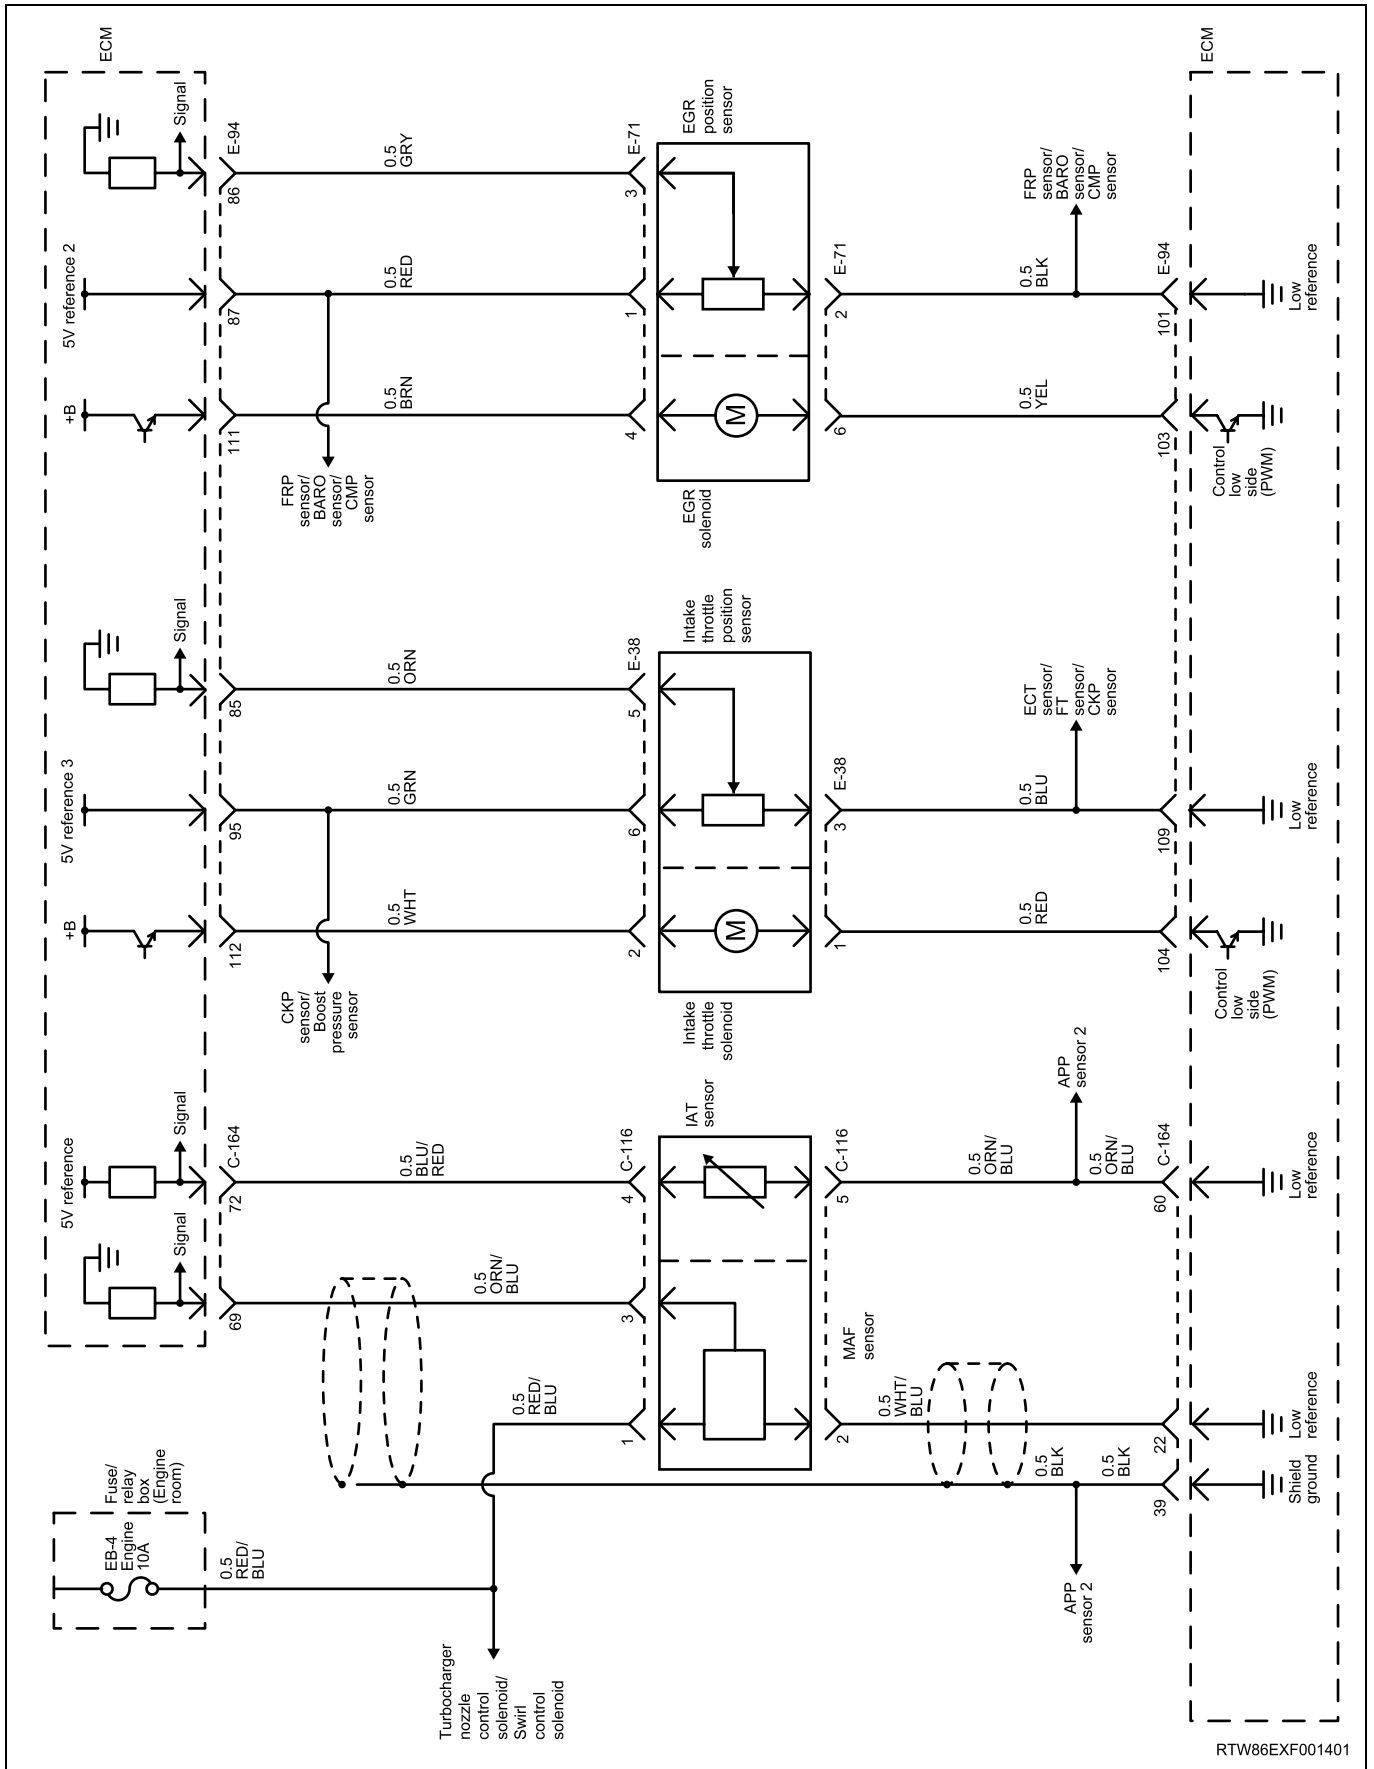 Fuse/
relay
box
(Engine
room)
EB-4
Engine
10A
0.5
RED/
BLU
5V reference
+B
5V reference 3
+B
5V reference 2
ECM
Signal
Signal
Signal
Signal
69
72
C-164
112
95
85
111
87
86
E-94
CKP
sensor/
Boost
pressure
sensor
FRP
sensor/
BARO
sensor/
CMP
sensor
0.5
ORN/
BLU
0.5
BLU/
RED
0.5
WHT
0.5
GRN
0.5
ORN
0.5
BRN
0.5
RED
0.5
GRY
Turbocharger
nozzle
control
solenoid/
Swirl
control
solenoid
0.5
RED/
BLU
1
3
4
C-116
2
6
5
E-38
4
1
3
E-71
IAT
sensor
Intake
throttle
solenoid
Intake
throttle
position
sensor
EGR
solenoid
EGR
position
sensor
M
M
MAF
sensor
2
5
C-116
1
3
E-38
6
2
E-71
0.5
WHT/
BLU
0.5
ORN/
BLU
0.5
RED
0.5
BLU
0.5
YEL
0.5
BLK
APP
sensor 2
0.5
BLK
0.5
BLK
APP
sensor 2
0.5
ORN/
BLU
ECT
sensor/
FT
sensor/
CKP
sensor
FRP
sensor/
BARO
sensor/
CMP
sensor
39
22
60
C-164
104
109
103
101
E-94
ECM
Control
low
side
(PWM)
Control
low
side
(PWM)
Shield
ground
Low
reference
Low
reference
Low
reference
Low
reference
RTW86EXF001401